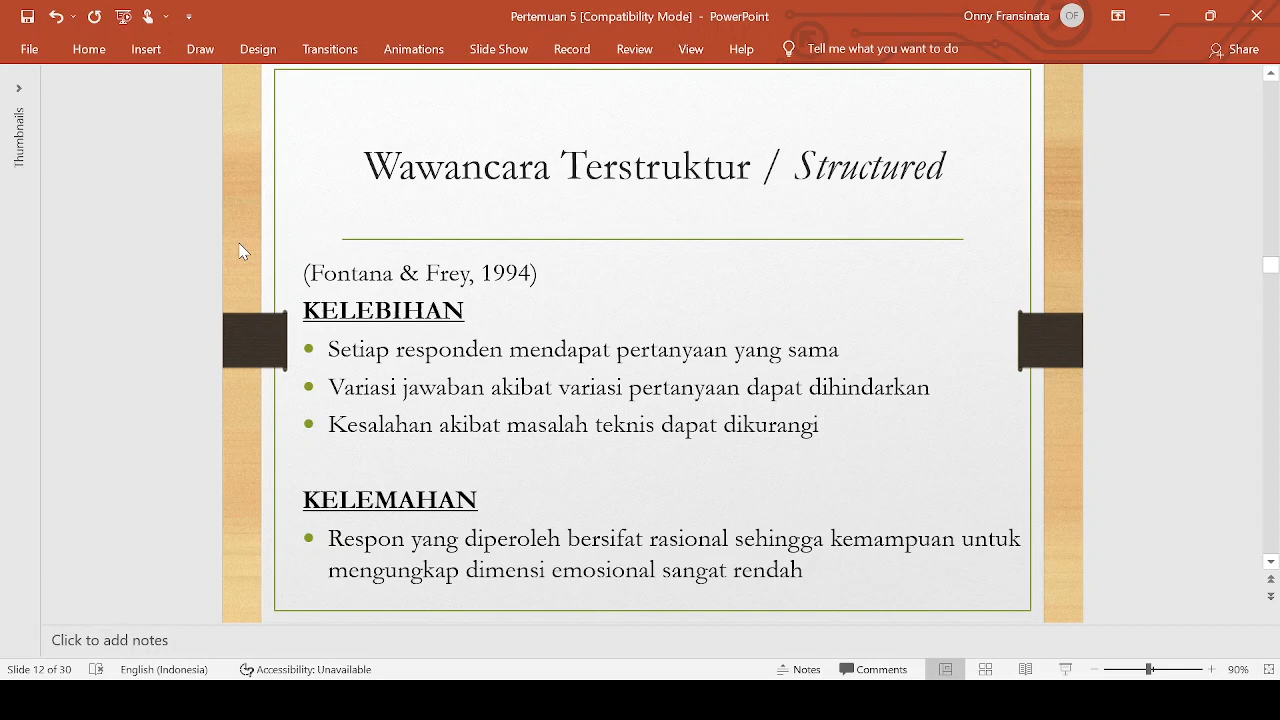 Pertemuan 5 [Compatibility Mode] - PowerPoint
Onny Fransinata
OF
File Home Insert Draw Design Transitions Animations Slide Show Record Review View Help Tell me what you want to do Share
Thumbnails
Wawancara Terstruktur / Structured
(Fontana & Frey, 1994)
KELEBIHAN
Setiap responden mendapat pertanyaan yang sama
Variasi jawaban akibat variasi pertanyaan dapat dihindarkan
Kesalahan akibat masalah teknis dapat dikurangi
KELEMAHAN
Respon yang diperoleh bersifat rasional sehingga kemampuan untuk
mengungkap dimensi emosional sangat rendah
Click to add notes
Slide 12 of 30 English (Indonesia) Accessibility: Unavailable Notes Comments 90%